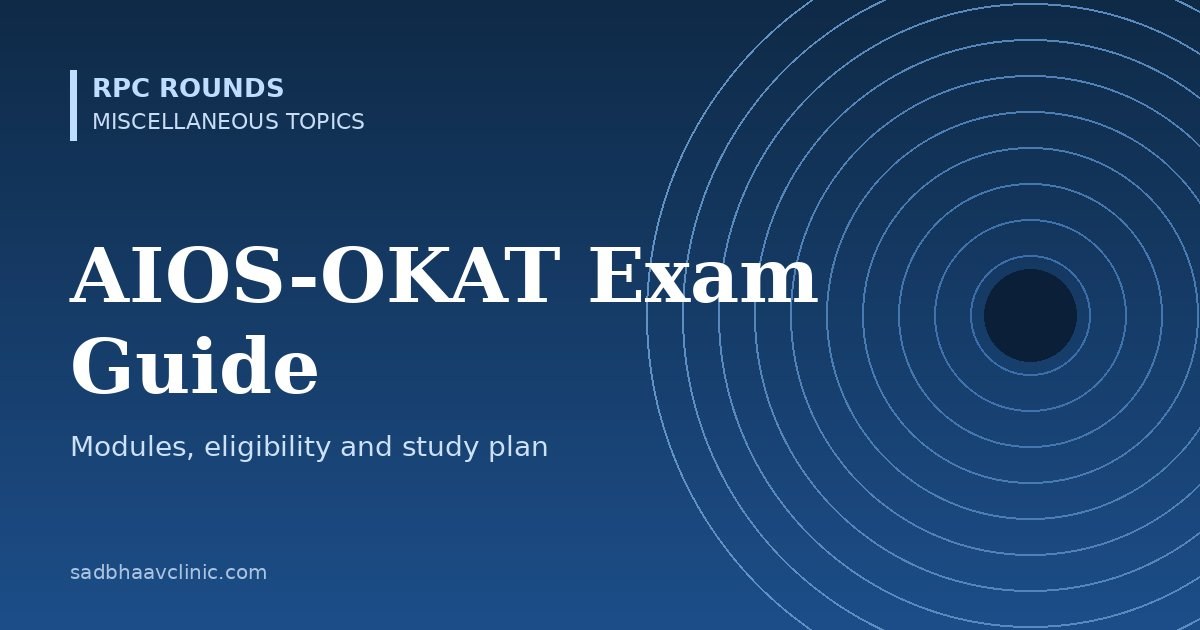 RPC ROUNDS
MISCELLANEOUS TOPICS
AIOS-OKAT Exam
Guide
Modules, eligibility and study plan
sadbhaavclinic.com